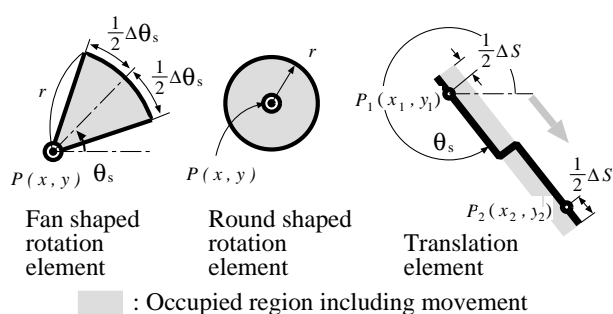 1/2 Δθs
1/2 Δθs
r
P(x, y)
θs
Fan shaped
rotation
element
r
P(x, y)
Round shaped
rotation
element
1/2 ΔS
P1(x1, y1)
θs
1/2 ΔS
P2(x2, y2)
Translation
element
: Occupied region including movement